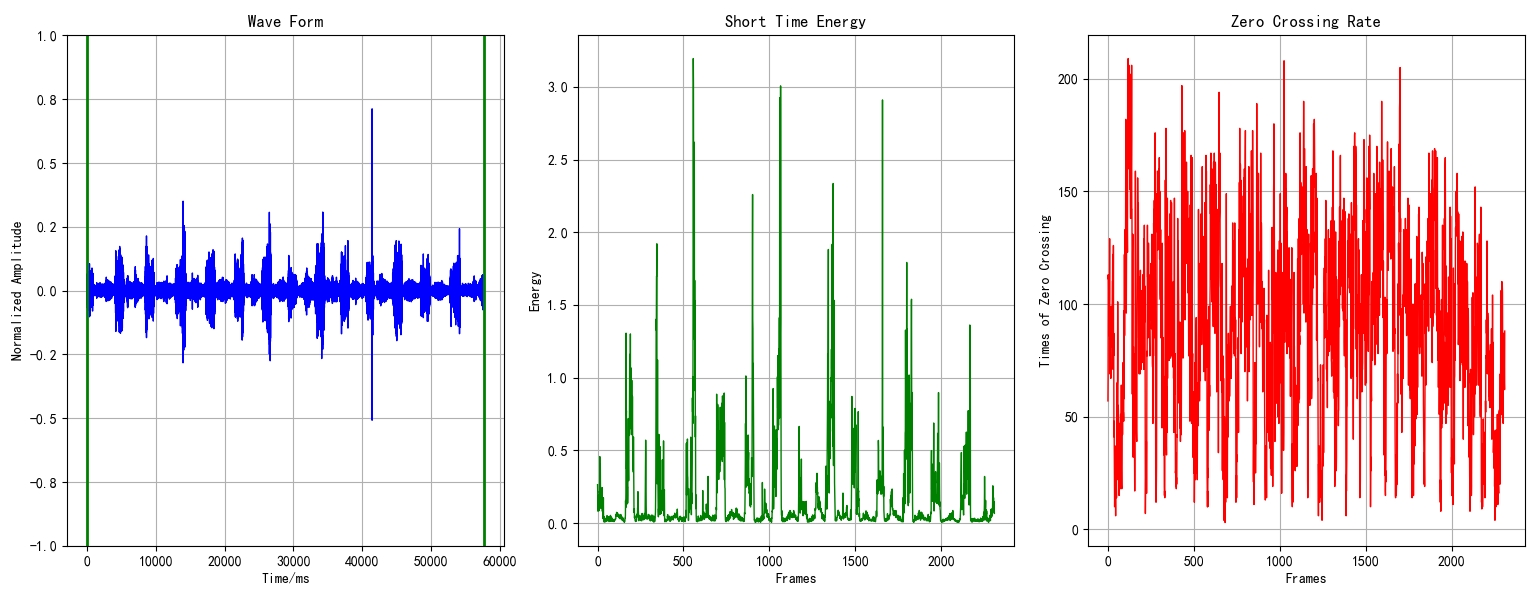 Wave Form
Normalized Amplitude
1.0
0.8
0.5
0.2
0.0
-0.2
-0.5
-0.8
-1.0
0 10000 20000 30000 40000 50000 60000
Time/ms
Short Time Energy
Energy
3.0
2.5
2.0
1.5
1.0
0.5
0.0
0 500 1000 1500 2000
Frames
Zero Crossing Rate
Times of Zero Crossing
200
150
100
50
0
0 500 1000 1500 2000
Frames